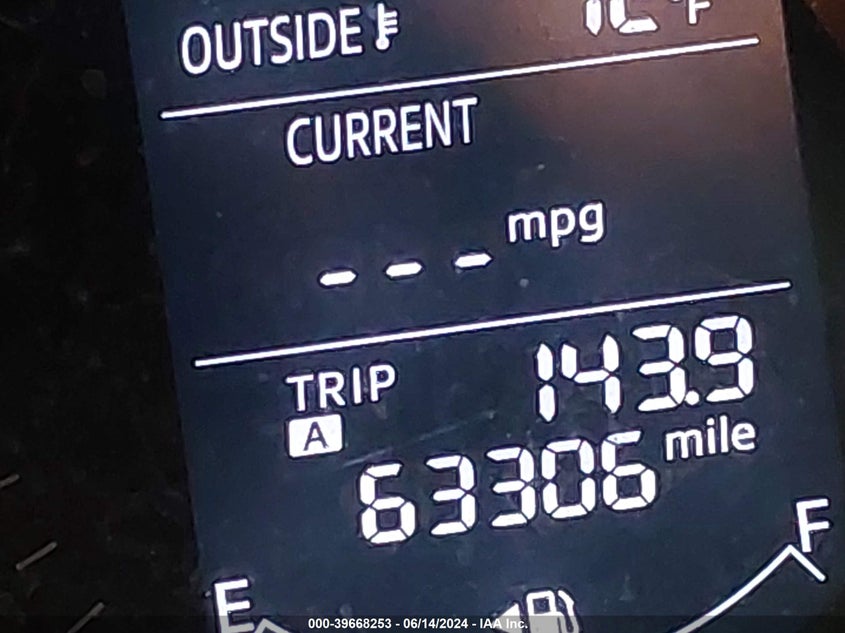 OUTSIDE °F
CURRENT
--- mpg
TRIP 143.9
A
63306 mile
E F
000-39668253 - 06/14/2024 - IAA Inc.